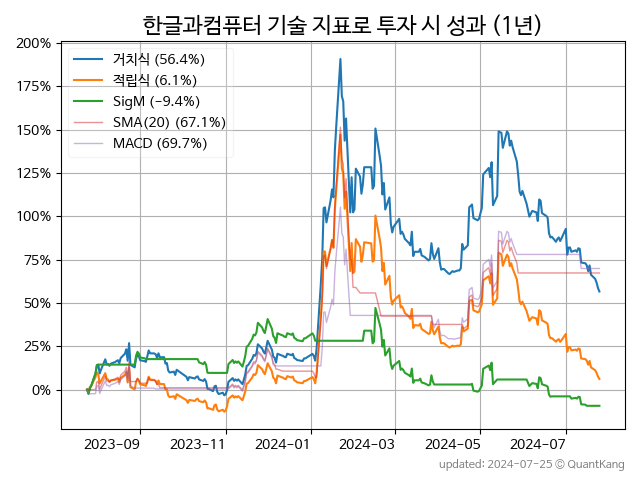 한글과컴퓨터 기술 지표로 투자 시 성과 (1년)
200%
175%
150%
125%
100%
75%
50%
25%
0%
거치식 (56.4%)
적립식 (6.1%)
SigM (−9.4%)
SMA(20) (67.1%)
MACD (69.7%)
2023-09 2023-11 2024-01 2024-03 2024-05 2024-07
updated: 2024-07-25 © QuantKang